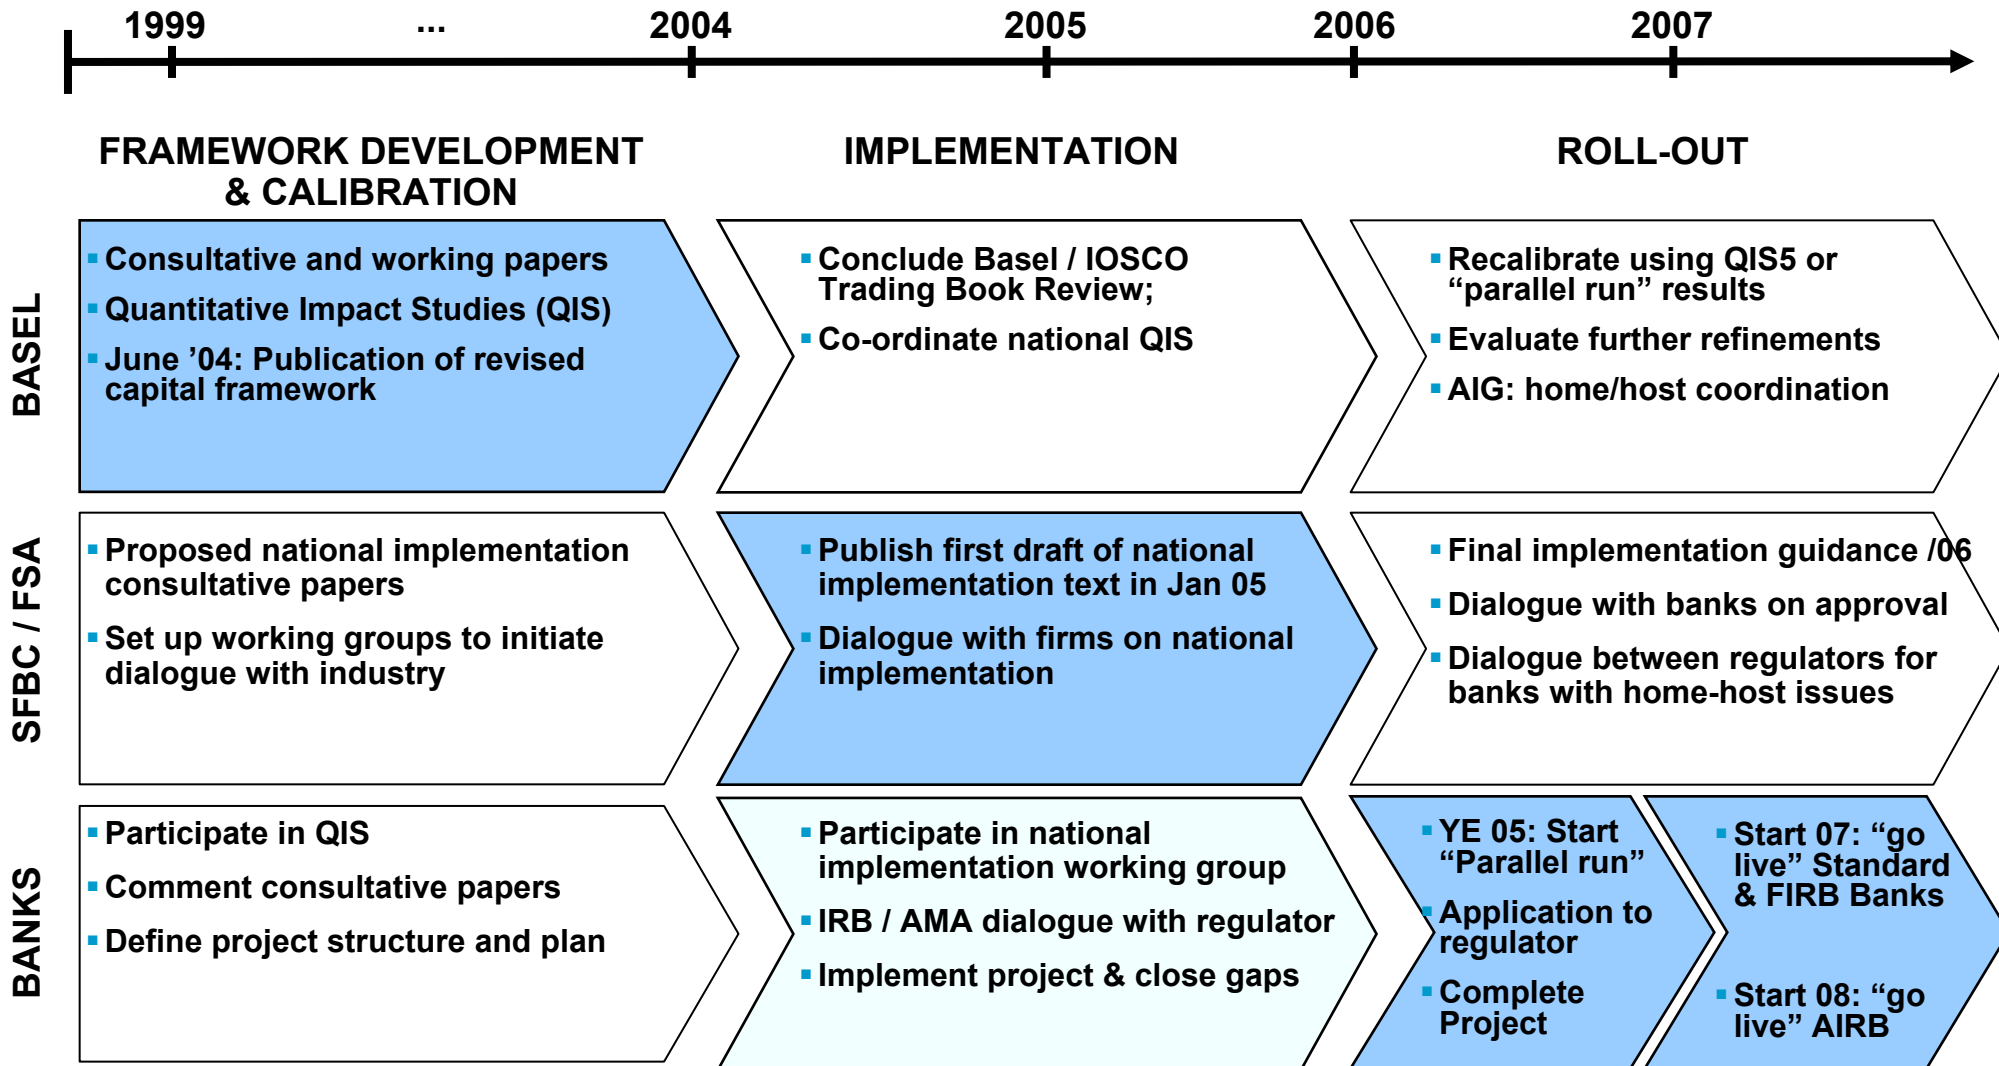 1999 ... 2004 2005 2006 2007
FRAMEWORK DEVELOPMENT
& CALIBRATION
IMPLEMENTATION
ROLL-OUT
BASEL
▪ Consultative and working papers
▪ Quantitative Impact Studies (QIS)
▪ June ’04: Publication of revised
capital framework
▪ Conclude Basel / IOSCO
Trading Book Review;
▪ Co-ordinate national QIS
▪ Recalibrate using QIS5 or
“parallel run” results
▪ Evaluate further refinements
▪ AIG: home/host coordination
SFBC / FSA
▪ Proposed national implementation
consultative papers
▪ Set up working groups to initiate
dialogue with industry
▪ Publish first draft of national
implementation text in Jan 05
▪ Dialogue with firms on national
implementation
▪ Final implementation guidance /06
▪ Dialogue with banks on approval
▪ Dialogue between regulators for
banks with home-host issues
BANKS
▪ Participate in QIS
▪ Comment consultative papers
▪ Define project structure and plan
▪ Participate in national
implementation working group
▪ IRB / AMA dialogue with regulator
▪ Implement project & close gaps
▪ YE 05: Start
“Parallel run”
▪ Application to
regulator
▪ Complete
Project
▪ Start 07: “go
live” Standard
& FIRB Banks
▪ Start 08: “go
live” AIRB